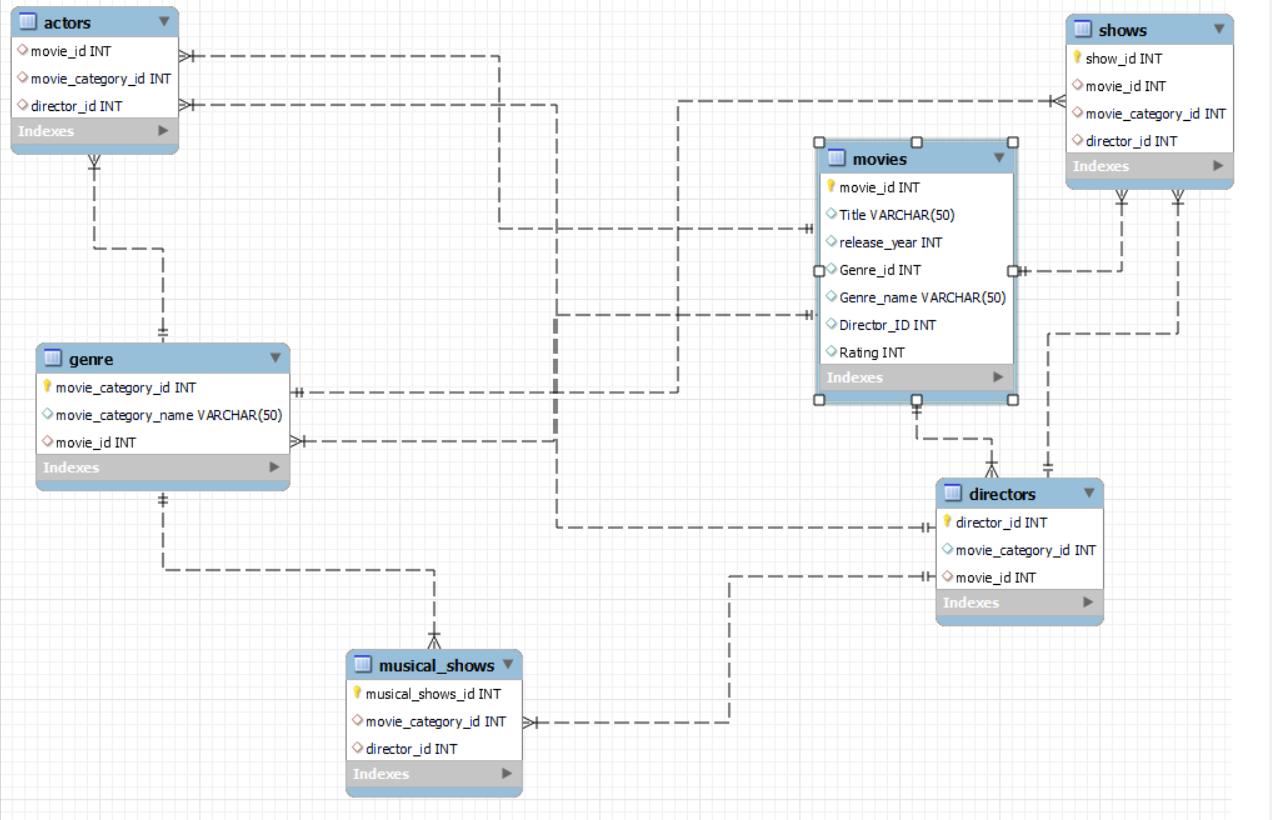 actors
movie_id INT
movie_category_id INT
director_id INT
Indexes
shows
show_id INT
movie_id INT
movie_category_id INT
director_id INT
Indexes
movies
movie_id INT
Title VARCHAR(50)
release_year INT
Genre_id INT
Genre_name VARCHAR(50)
Director_ID INT
Rating INT
Indexes
genre
movie_category_id INT
movie_category_name VARCHAR(50)
movie_id INT
Indexes
directors
director_id INT
movie_category_id INT
movie_id INT
Indexes
musical_shows
musical_shows_id INT
movie_category_id INT
director_id INT
Indexes